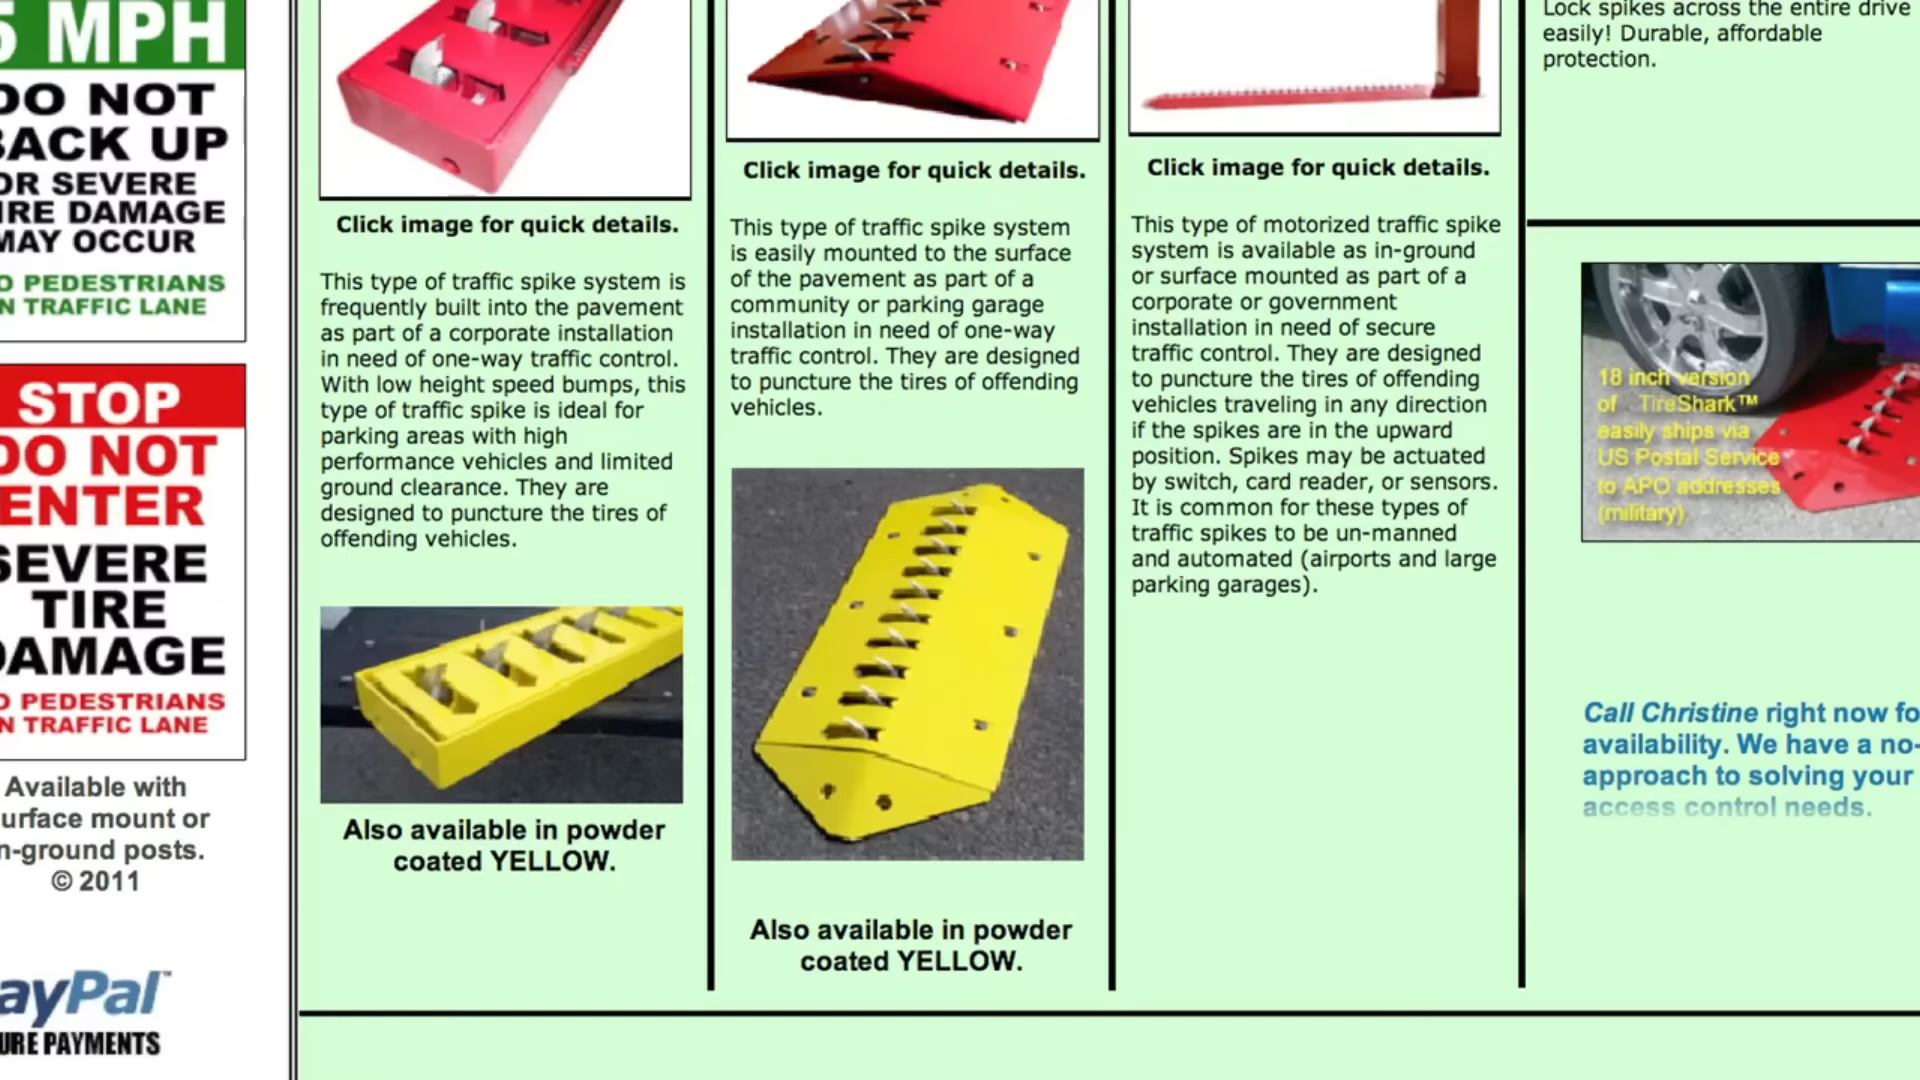 5 MPH
DO NOT
BACK UP
OR SEVERE
TIRE DAMAGE
MAY OCCUR
NO PEDESTRIANS
IN TRAFFIC LANE
STOP
DO NOT
ENTER
SEVERE
TIRE
DAMAGE
NO PEDESTRIANS
IN TRAFFIC LANE
Available with
surface mount or
in-ground posts.
© 2011
PayPal™
SECURE PAYMENTS
Click image for quick details.
This type of traffic spike system is
frequently built into the pavement
as part of a corporate installation
in need of one-way traffic control.
With low height speed bumps, this
type of traffic spike is ideal for
parking areas with high
performance vehicles and limited
ground clearance. They are
designed to puncture the tires of
offending vehicles.
Also available in powder
coated YELLOW.
Click image for quick details.
This type of traffic spike system
is easily mounted to the surface
of the pavement as part of a
community or parking garage
installation in need of one-way
traffic control. They are designed
to puncture the tires of offending
vehicles.
Also available in powder
coated YELLOW.
Click image for quick details.
This type of motorized traffic spike
system is available as in-ground
or surface mounted as part of a
corporate or government
installation in need of secure
traffic control. They are designed
to puncture the tires of offending
vehicles traveling in any direction
if the spikes are in the upward
position. Spikes may be actuated
by switch, card reader, or sensors.
It is common for these types of
traffic spikes to be un-manned
and automated (airports and large
parking garages).
Lock spikes across the entire drive
easily! Durable, affordable
protection.
18 inch version
of TireShark™
easily ships via
US Postal Service
to APO addresses
(military)
Call Christine right now fo
availability. We have a no-
approach to solving your
access control needs.